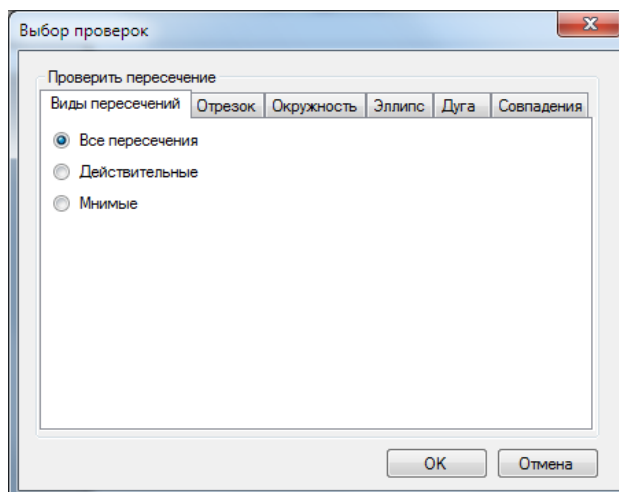 Выбор проверок
Проверить пересечение
Виды пересечений Отрезок Окружность Эллипс Дуга Совпадения
Все пересечения
Действительные
Мнимые
OK Отмена